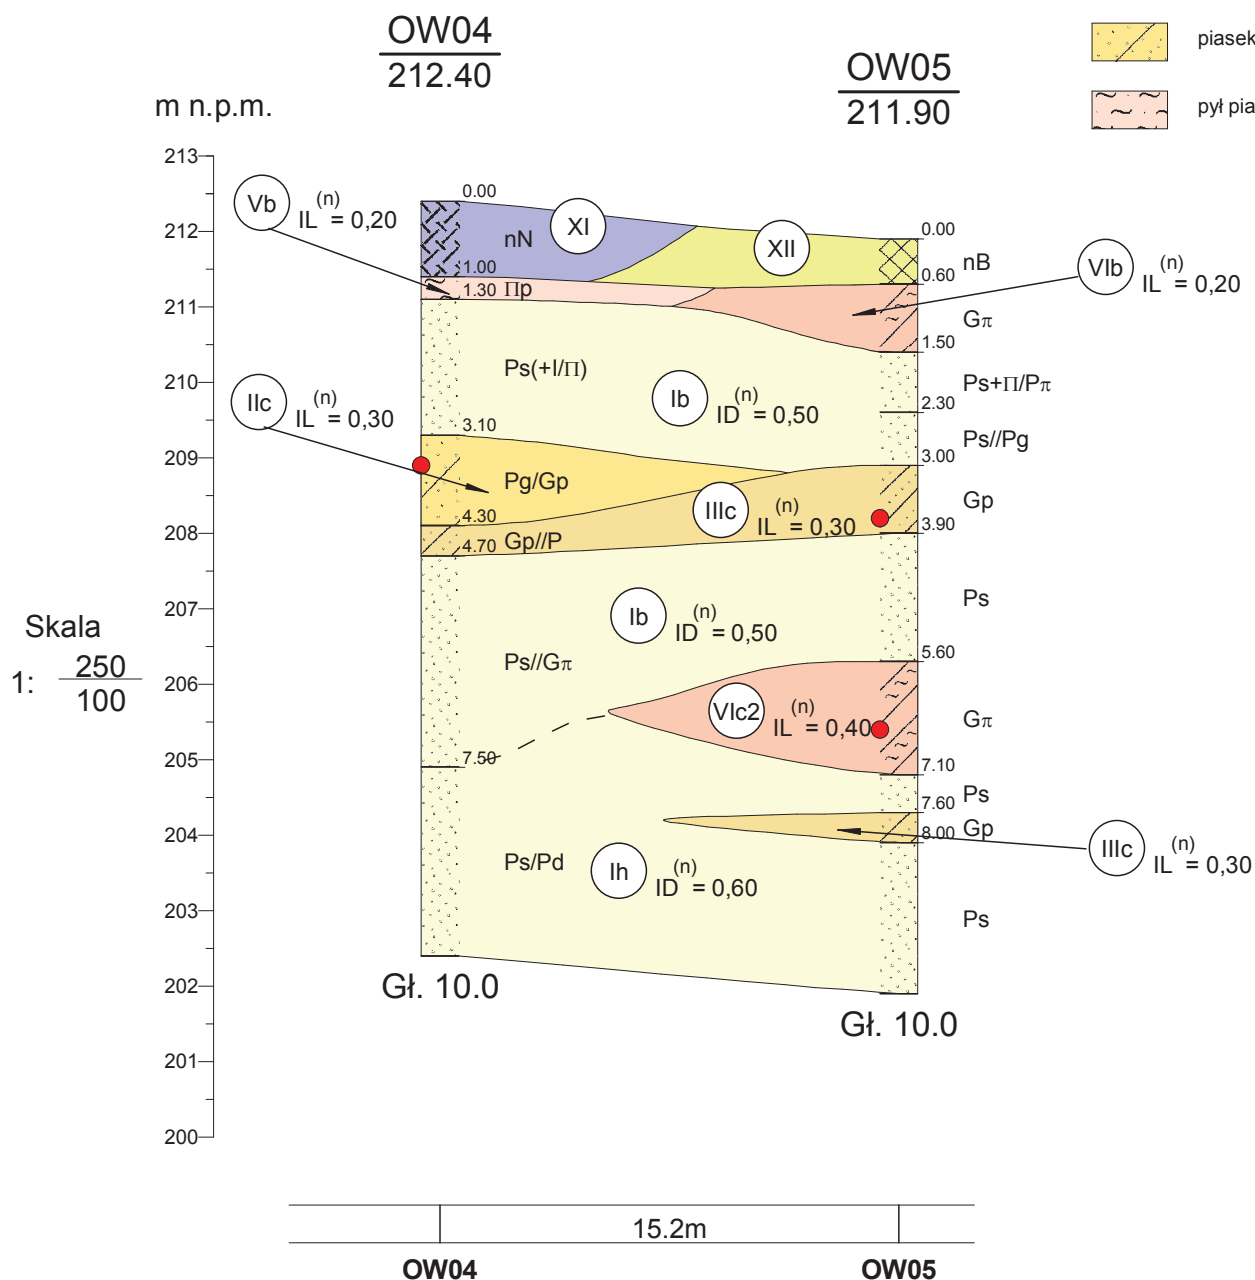 OW04
212.40
OW05
211.90
piasek
pył pia
m n.p.m.
213
212
211
210
209
208
207
206
205
204
203
202
201
200
Skala
1: 250
100
Vb
IL(n) = 0,20
IIc
IL(n) = 0,30
XI
XII
VIb
IL(n) = 0,20
Ib
ID(n) = 0,50
IIIc
IL(n) = 0,30
Ib
ID(n) = 0,50
VIc2
IL(n) = 0,40
IIIc
IL(n) = 0,30
Ih
ID(n) = 0,60
0.00
nN
1.00
1.30 Πp
Ps(+I/Π)
3.10
Pg/Gp
4.30
4.70 Gp//P
Ps//Gπ
7.50
Ps/Pd
Gł. 10.0
0.00
nB
0.60
Gπ
1.50
Ps+Π/Pπ
2.30
Ps//Pg
3.00
Gp
3.90
Ps
5.60
Gπ
7.10
Ps
7.60
Gp
8.00
Ps
Gł. 10.0
15.2m
OW04
OW05